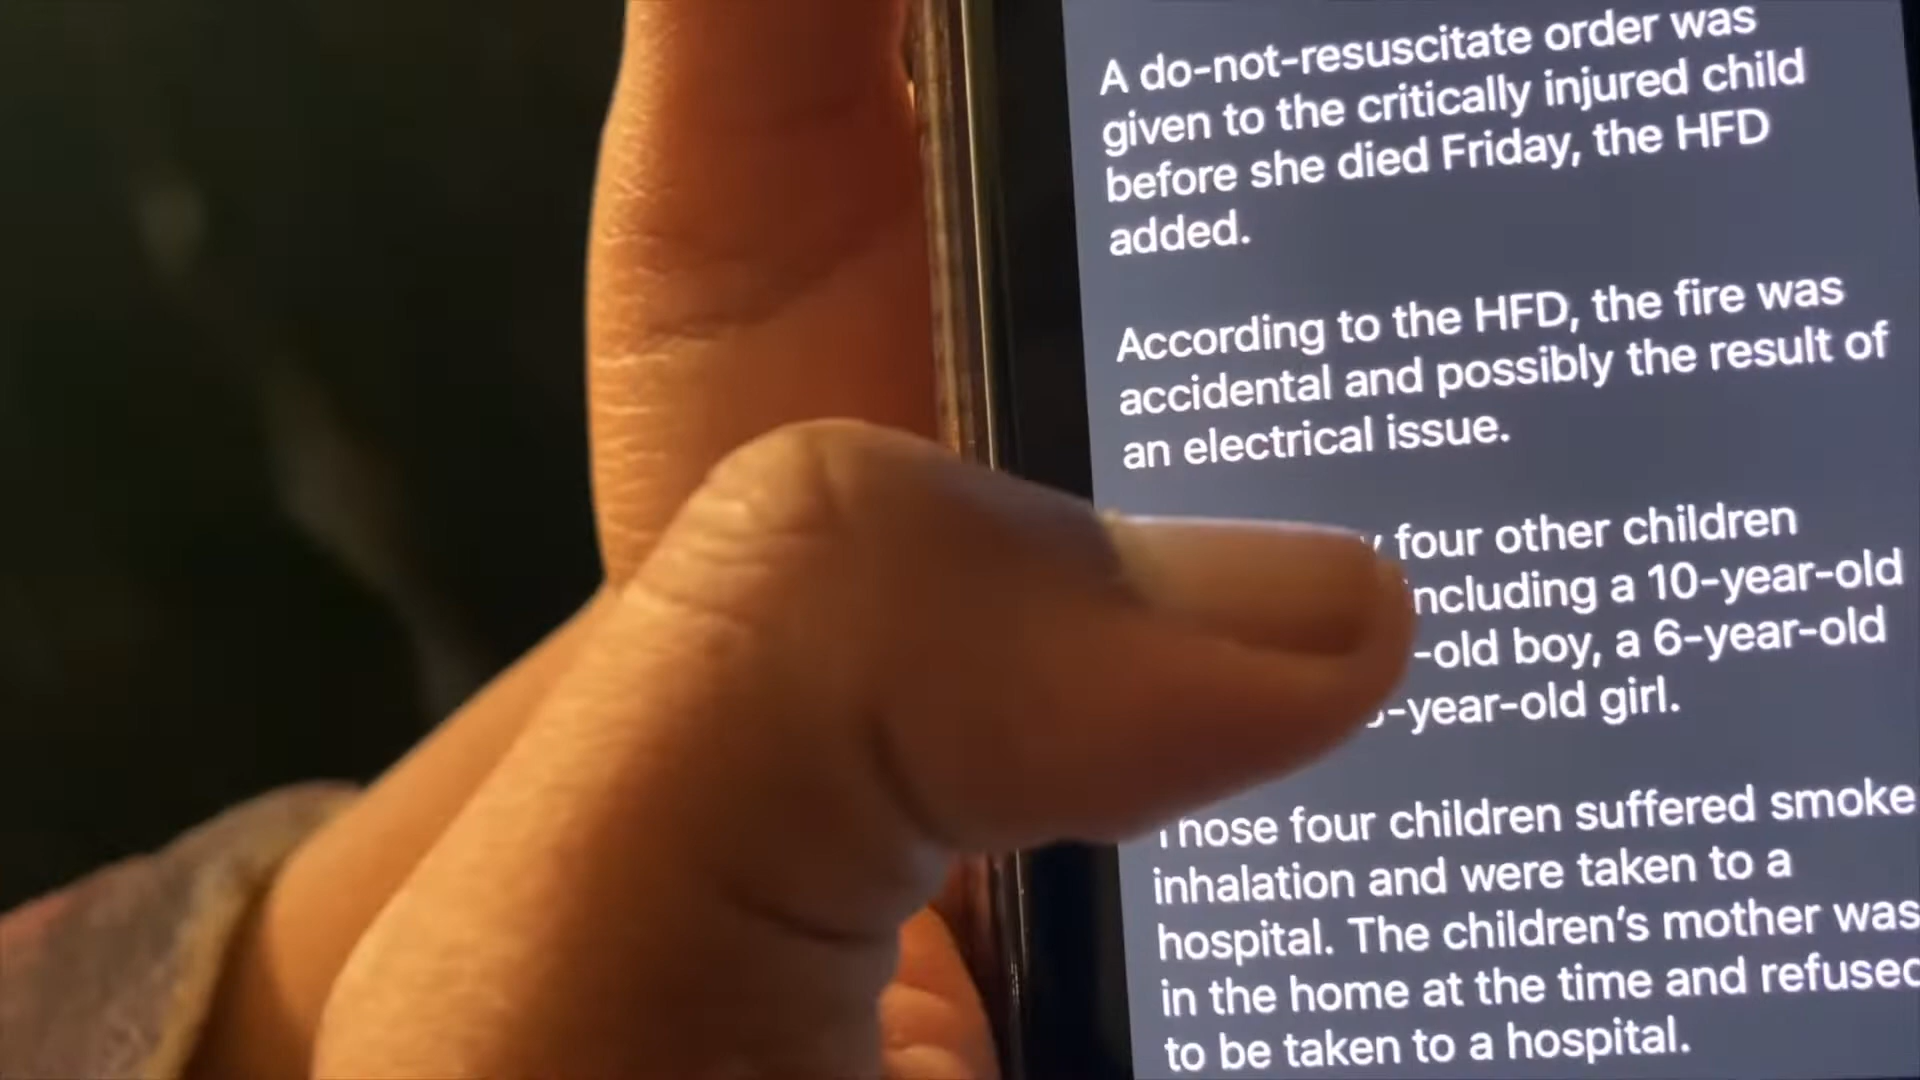 A do-not-resuscitate order was
given to the critically injured child
before she died Friday, the HFD
added.
According to the HFD, the fire was
accidental and possibly the result of
an electrical issue.
four other children
a 10-year-old
-old boy, a 6-year-old
-year-old girl.
four children suffered smoke
inhalation and were taken to a
hospital. The children's mother was
in the home at the time and refused
to be taken to a hospital.